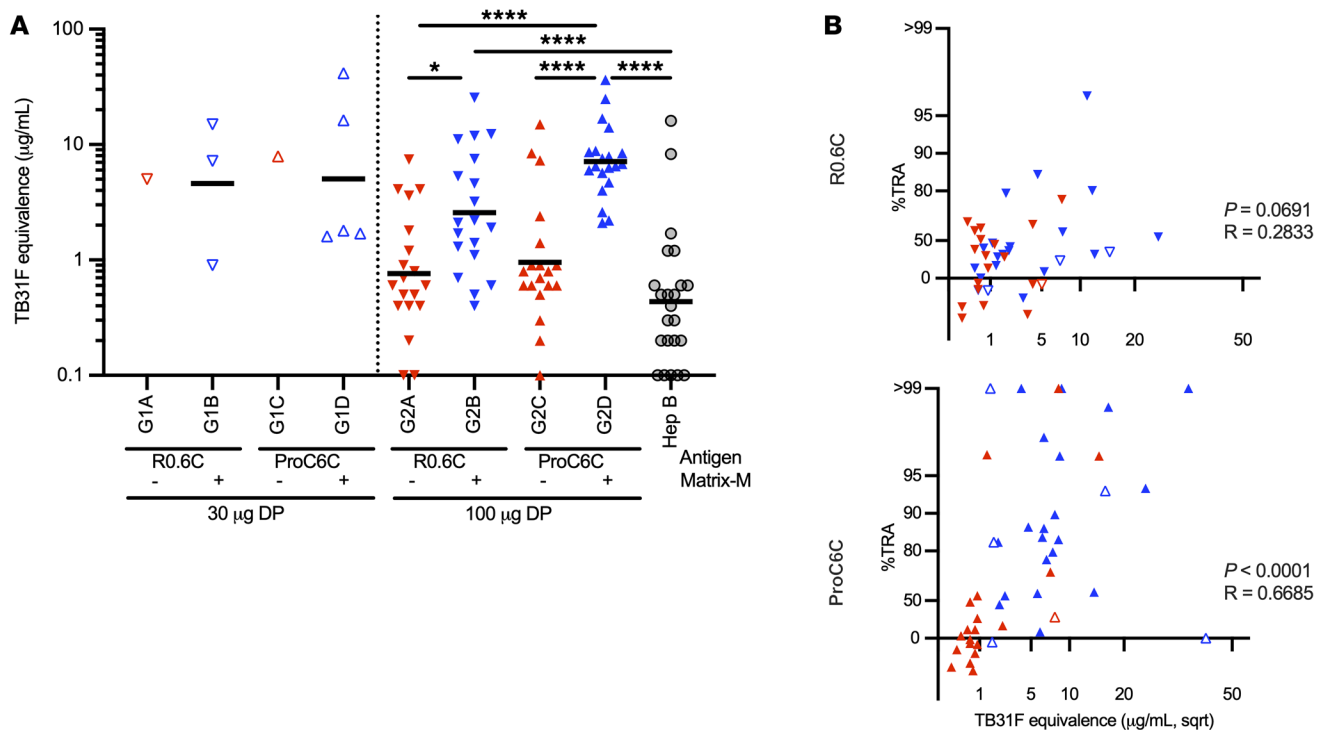 A
TB31F equivalence (µg/mL)
100
10
1
0.1
****
****
*
****
****
G1A
G1B
G1C
G1D
G2A
G2B
G2C
G2D
Hep B
R0.6C
ProC6C
R0.6C
ProC6C
Antigen
-
+
-
+
-
+
-
+
Matrix-M
30 µg DP
100 µg DP
B
R0.6C
%TRA
>99
95
90
80
50
0
1
5
10
20
50
P = 0.0691
R = 0.2833
ProC6C
%TRA
>99
95
90
80
50
0
1
5
10
20
50
P < 0.0001
R = 0.6685
TB31F equivalence (µg/mL, sqrt)